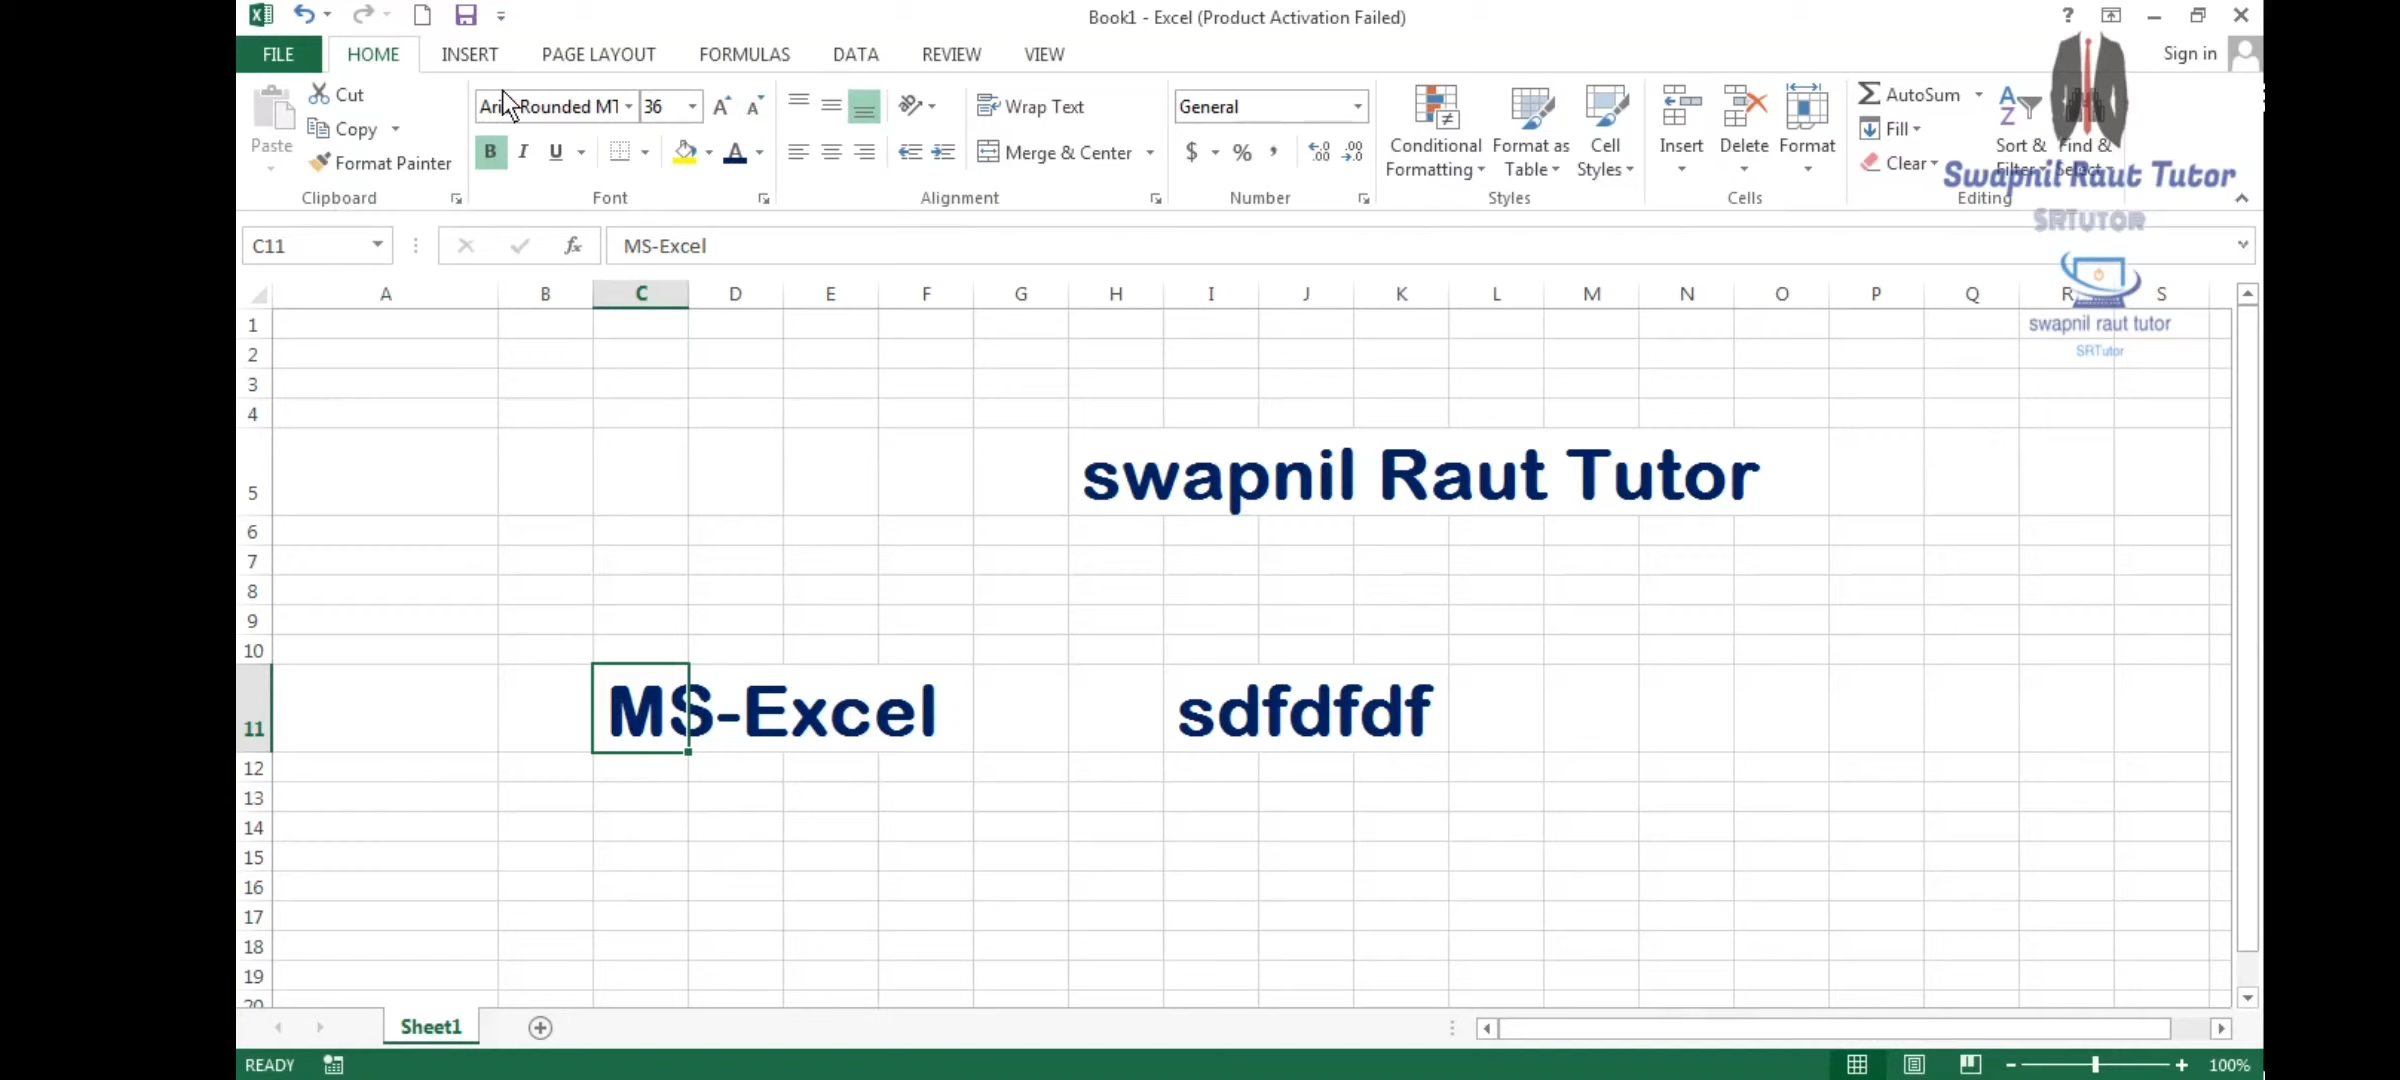 Book1 - Excel (Product Activation Failed)
FILE HOME INSERT PAGE LAYOUT FORMULAS DATA REVIEW VIEW Sign in
Cut
Copy
Format Painter
Paste
Clipboard
Rounded MT 36
B I U A
Font
Wrap Text
Merge & Center
Alignment
General
$ % ,
Number
Conditional Formatting
Format as Table
Cell Styles
Styles
Insert Delete Format
Cells
AutoSum
Fill
Clear
Sort &
Find &
Editing
Swapnil Raut Tutor
SRTUTOR
C11 fx MS-Excel
A B C D E F G H I J K L M N O P Q R S
swapnil raut tutor
SRTutor
1
2
3
4
5 swapnil Raut Tutor
6
7
8
9
10
11 MS-Excel sdfdfdf
12
13
14
15
16
17
18
19
20
Sheet1
READY 100%